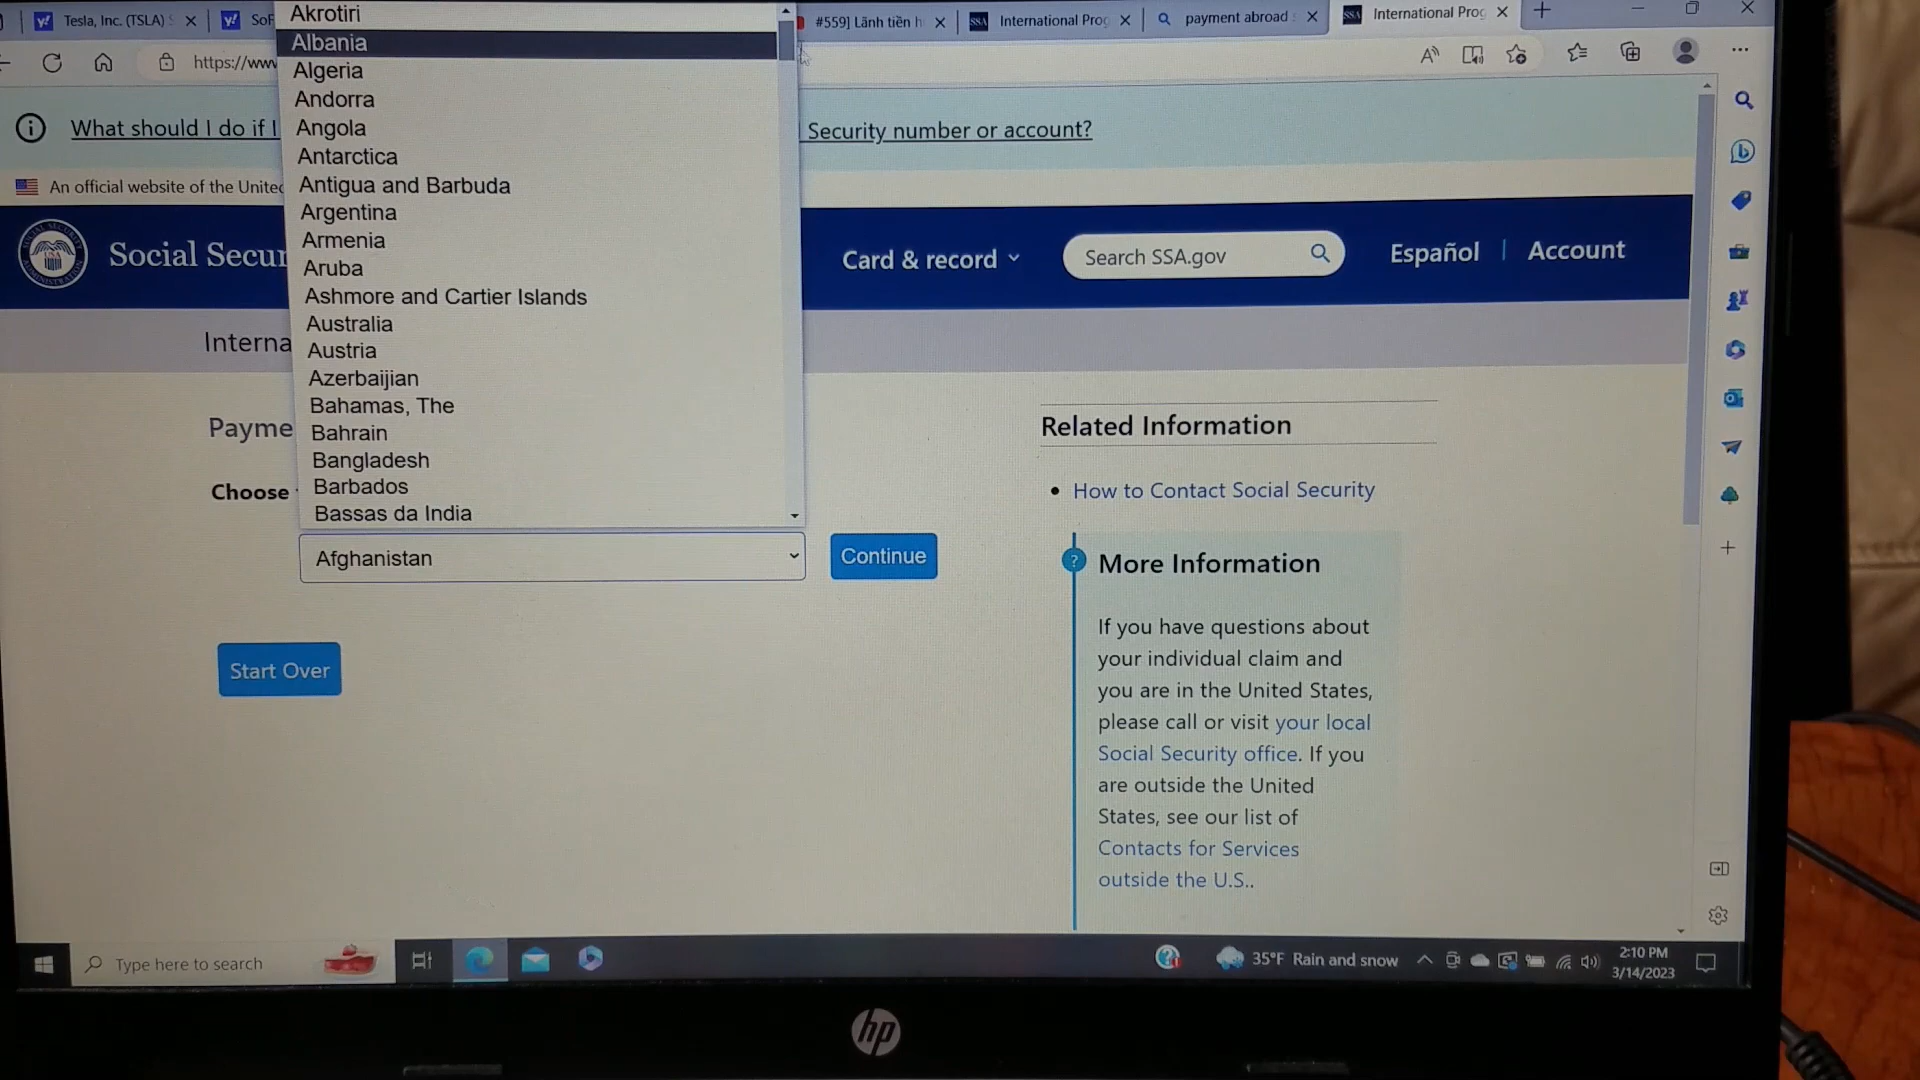 Tesla, Inc. (TSLA)
SoF
#559] Lãnh tiền h
International Prog
payment abroad
International Prog
https://www
What should I do if I
Security number or account?
An official website of the United
Social Secur
Card & record
Search SSA.gov
Español
Account
Interna
Akrotiri
Albania
Algeria
Andorra
Angola
Antarctica
Antigua and Barbuda
Argentina
Armenia
Aruba
Ashmore and Cartier Islands
Australia
Austria
Azerbaijian
Bahamas, The
Bahrain
Bangladesh
Barbados
Bassas da India
Payme
Choose
Afghanistan
Continue
Start Over
Related Information
How to Contact Social Security
More Information
If you have questions about
your individual claim and
you are in the United States,
please call or visit your local
Social Security office. If you
are outside the United
States, see our list of
Contacts for Services
outside the U.S..
Type here to search
35°F Rain and snow
2:10 PM
3/14/2023
hp